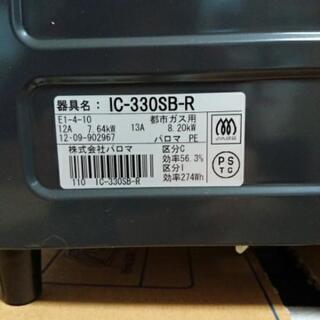 器具名: IC-330SB-R
E1-4-10 都市ガス用
12A 7.64kW 13A 8.20kW
12·09-902967 パロマ PE
株式会社パロマ 区分C
効率56.3%
区分I
110 IC-330SB-R 効率274Wh
PS
TG